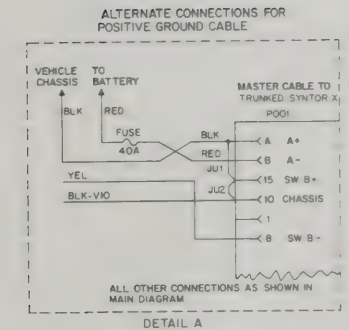 ALTERNATE CONNECTIONS FOR
POSITIVE GROUND CABLE
VEHICLE CHASSIS
TO BATTERY
MASTER CABLE TO
TRUNKED SYNTOR X
P001
BLK
RED
FUSE
40A
BLK
RED
A A+
B A-
JU1
15 SW B+
YEL
JU2
BLK-VIO
10 CHASSIS
1
8 SW B-
ALL OTHER CONNECTIONS AS SHOWN IN
MAIN DIAGRAM
DETAIL A